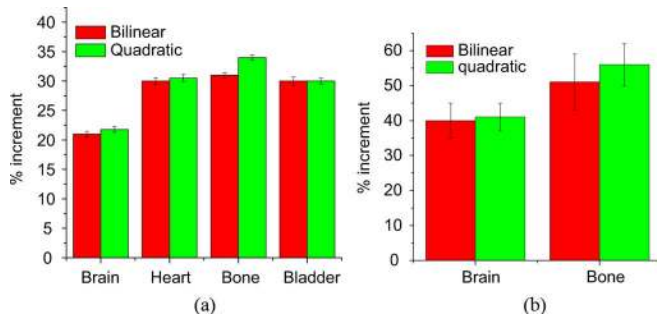 % increment
40
35
30
25
20
15
10
5
0
Bilinear
Quadratic
Brain Heart Bone Bladder
(a)
% increment
60
50
40
30
20
10
0
Bilinear
quadratic
Brain Bone
(b)